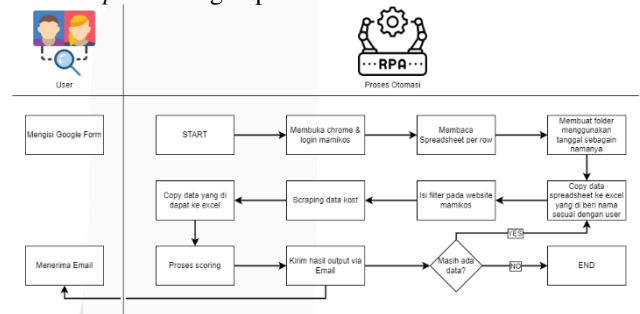 RPA
User
Proses Otomasi
Mengisi Google Form
START
Membuka chrome &
login mamikos
Membaca
Spreadsheet per row
Membuat folder
menggunakan
tanggal sebagain
namanya
Copy data yang di
dapat ke excel
Scraping data kost
Isi filter pada website
mamikos
Copy data
spreadsheet ke excel
yang di beri nama
sesuai dengan user
YES
Menerima Email
Proses scoring
Kirim hasil output via
Email
Masih ada
data?
NO
END